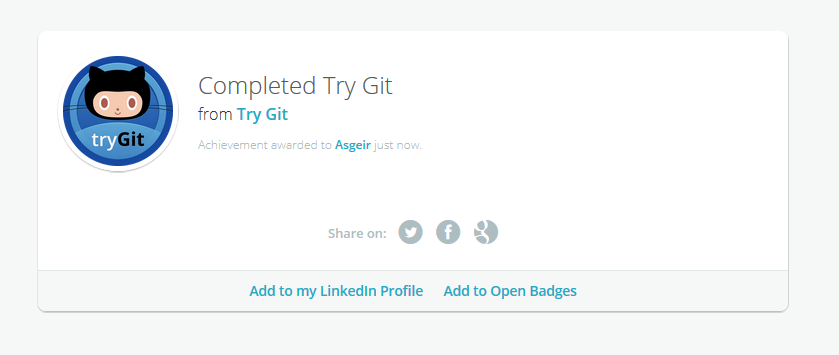 tryGit
Completed Try Git
from Try Git
Achievement awarded to Asgeir just now.
Share on:
Add to my LinkedIn Profile Add to Open Badges